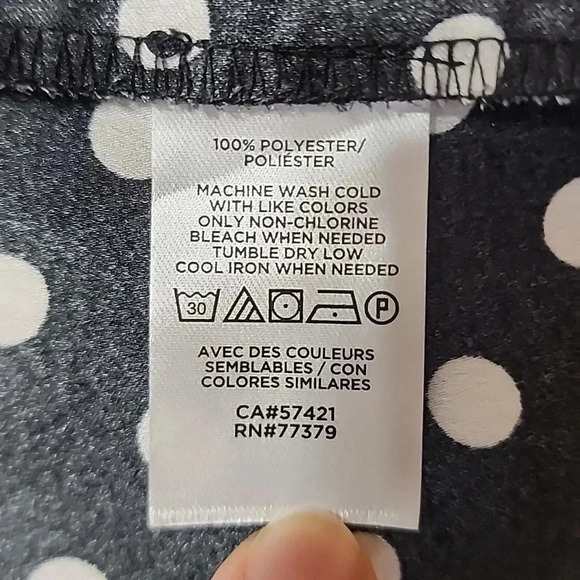 100% POLYESTER/
POLIÉSTER
MACHINE WASH COLD
WITH LIKE COLORS
ONLY NON-CHLORINE
BLEACH WHEN NEEDED
TUMBLE DRY LOW
COOL IRON WHEN NEEDED
30 P
AVEC DES COULEURS
SEMBLABLES / CON
COLORES SIMILARES
CA#57421
RN#77379